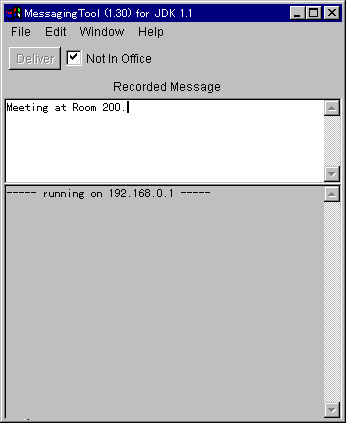 MessagingTool (1.30) for JDK 1.1
File Edit Window Help
Deliver Not In Office
Recorded Message
Meeting at Room 200.
----- running on 192.168.0.1 -----